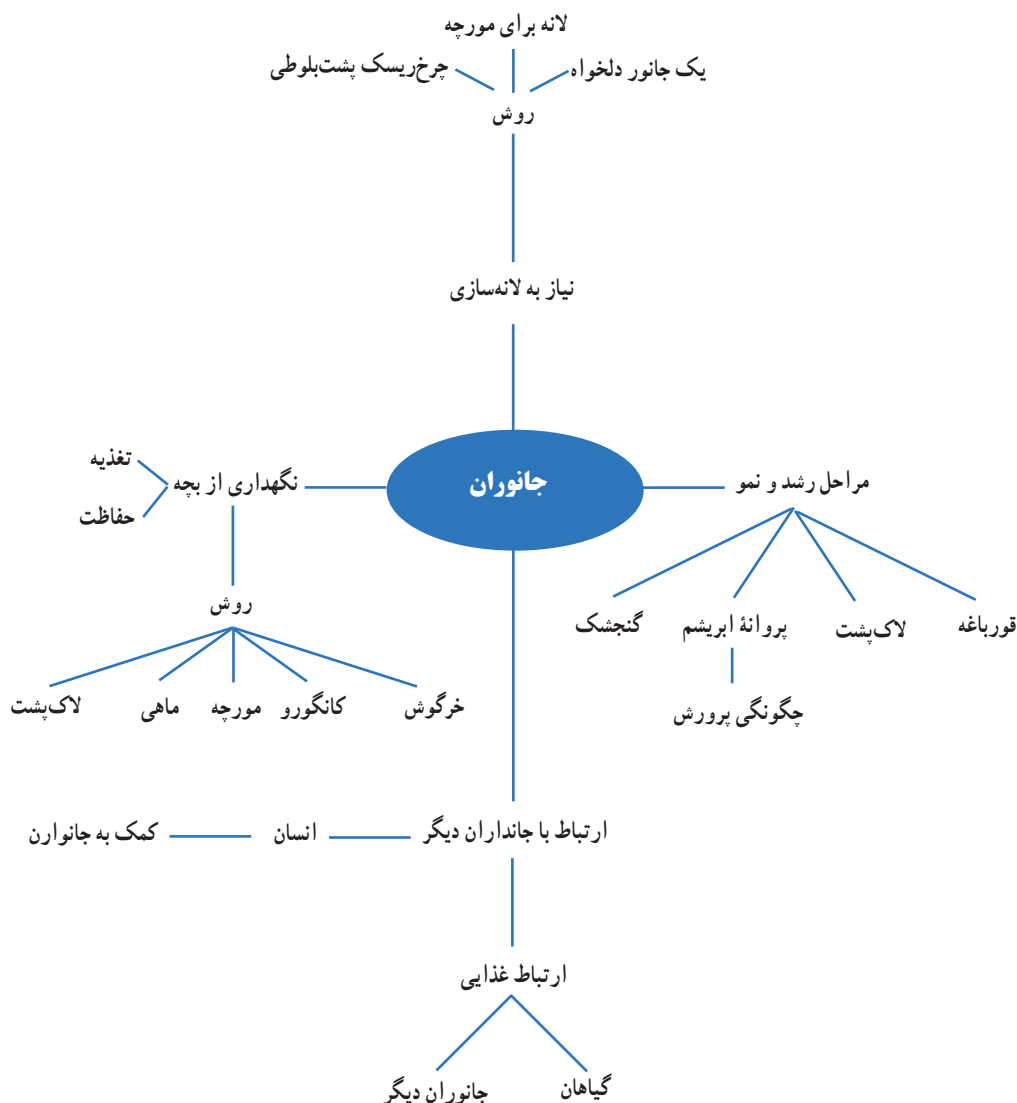 لانه برای مورچه
یک جانور دلخواه
چرخ‌ریسک پشت‌بلوطی
روش
نیاز به لانه‌سازی
جانوران
مراحل رشد و نمو
قورباغه
لاک‌پشت
پروانهٔ ابریشم
گنجشک
چگونگی پرورش
نگهداری از بچه
تغذیه
حفاظت
روش
خرگوش
کانگورو
مورچه
ماهی
لاک‌پشت
ارتباط با جانداران دیگر
انسان
کمک به جانوارن
ارتباط غذایی
گیاهان
جانوران دیگر